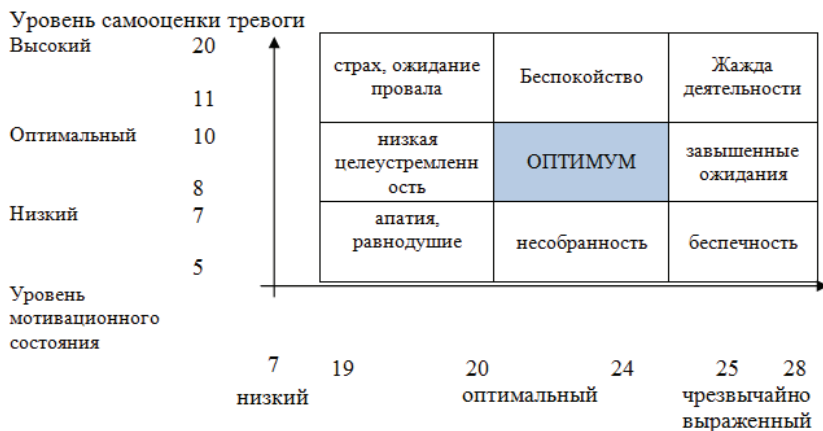 Уровень самооценки тревоги
Высокий 20
страх, ожидание
провала
Беспокойство
Жажда
деятельности
11
Оптимальный 10
низкая
целеустремленн
ость
ОПТИМУМ
завышенные
ожидания
8
Низкий 7
апатия,
равнодушие
несобранность
беспечность
5
Уровень
мотивационного
состояния
7 19 20 24 25 28
низкий оптимальный чрезвычайно
выраженный